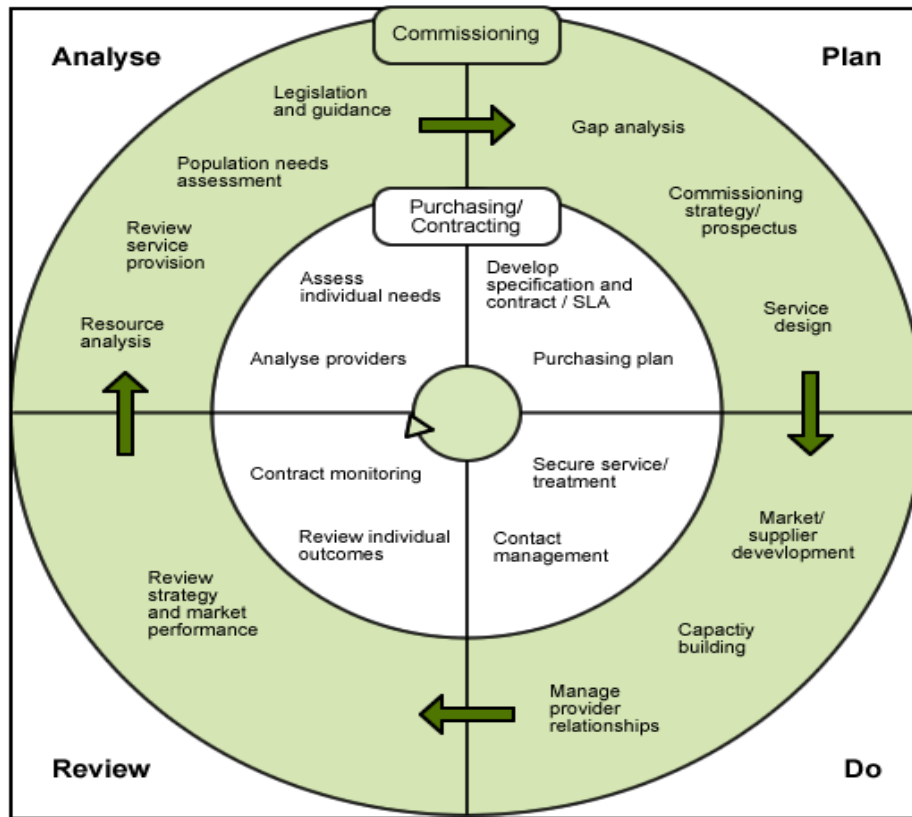 Analyse
Commissioning
Plan
Legislation
and guidance
Gap analysis
Population needs
assessment
Commissioning
strategy/
prospectus
Review
service
provision
Purchasing/
Contracting
Assess
individual needs
Develop
specification and
contract / SLA
Resource
analysis
Analyse providers
Purchasing plan
Service
design
Contract monitoring
Secure service/
treatment
Review individual
outcomes
Contact
management
Market/
supplier
devevlopment
Review
strategy
and market
performance
Capactiy
building
Manage
provider
relationships
Review
Do